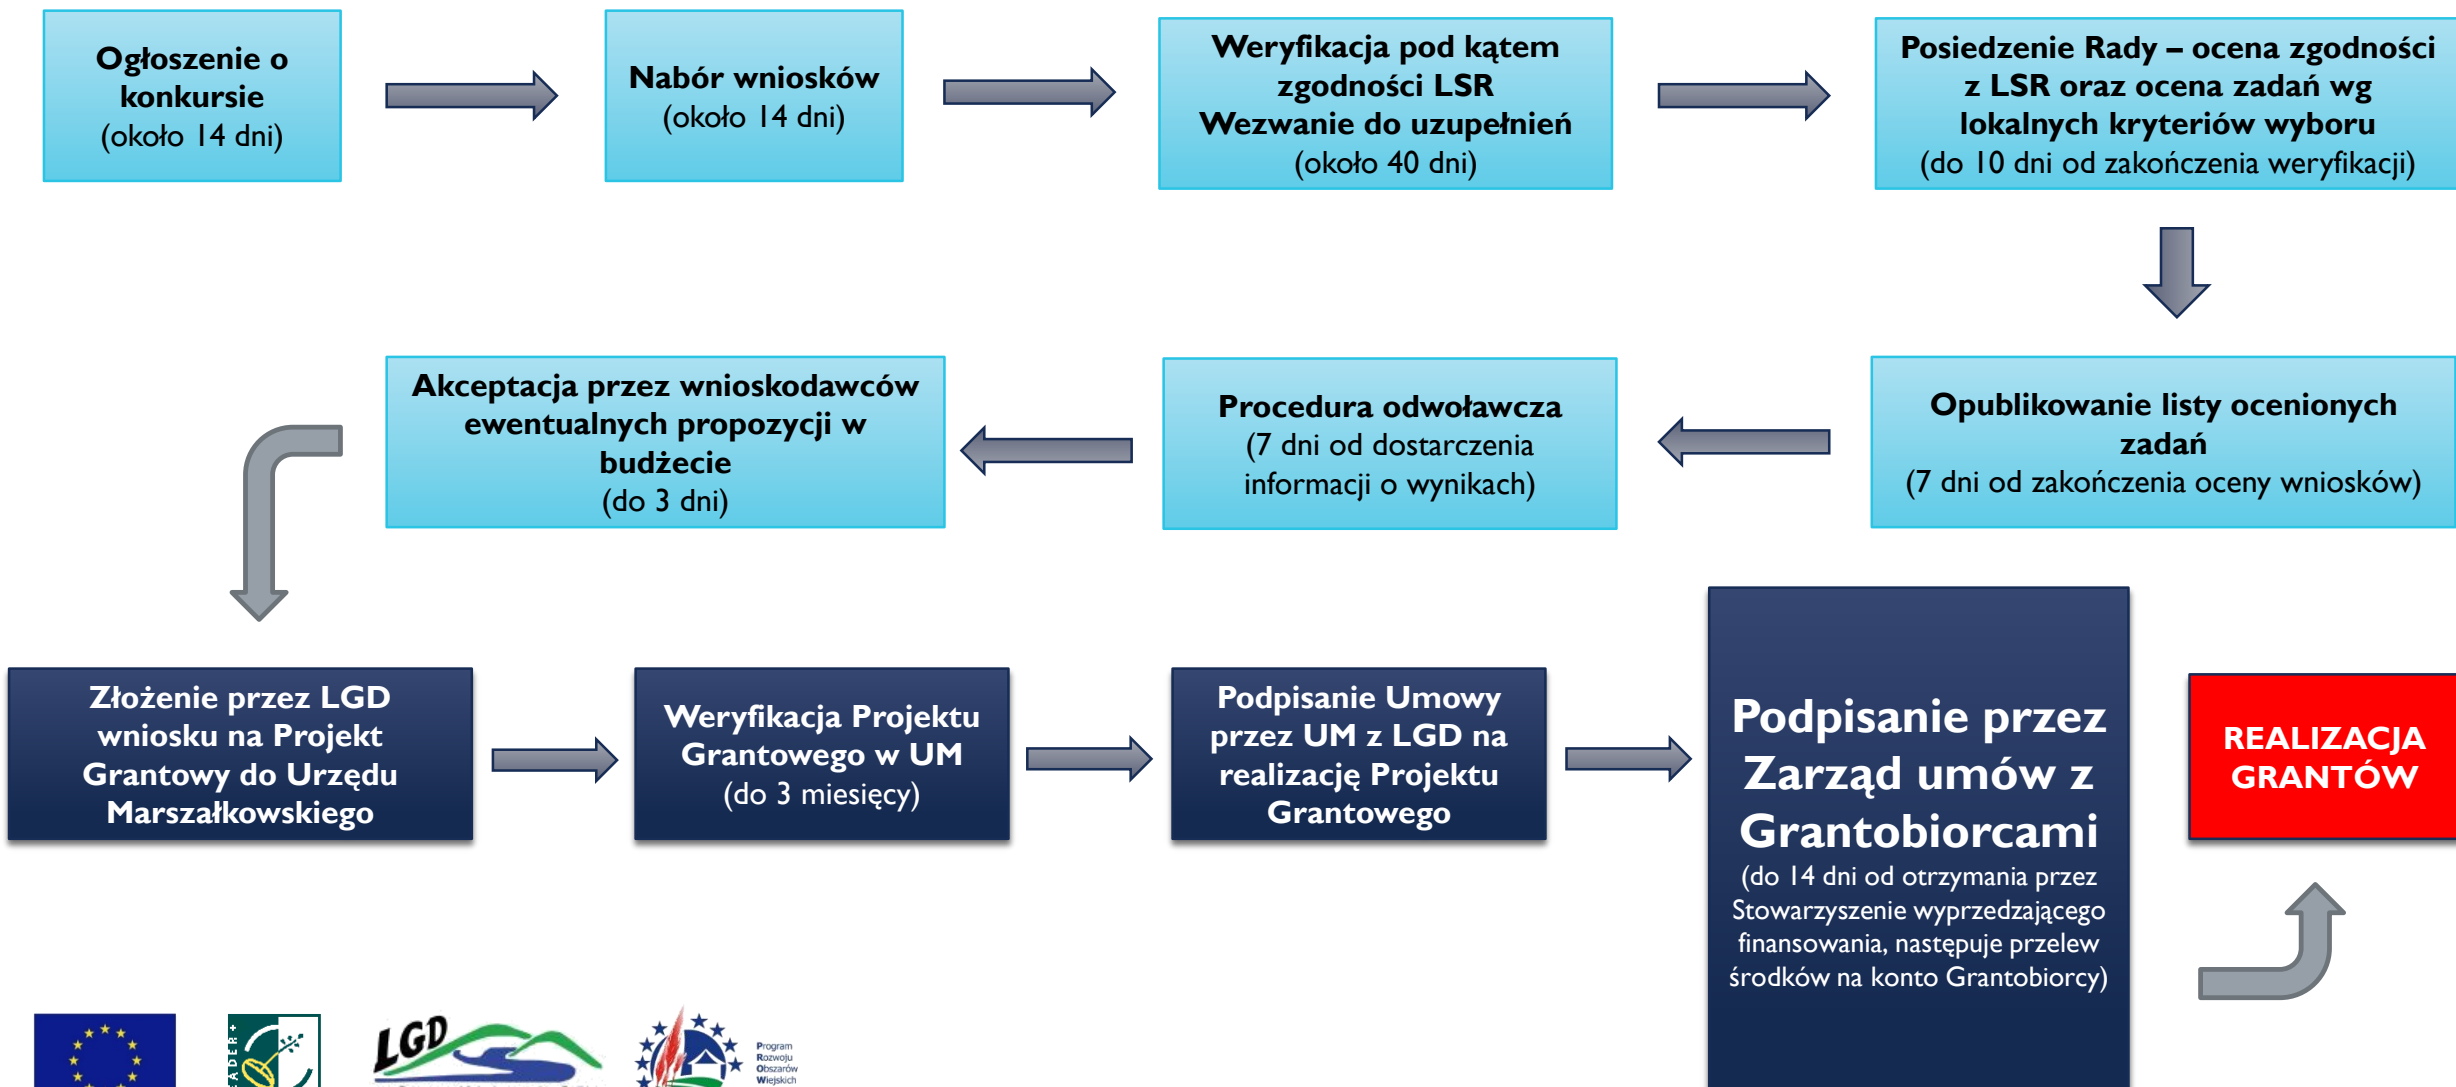 Ogłoszenie o
konkursie
(około 14 dni)
Nabór wniosków
(około 14 dni)
Weryfikacja pod kątem
zgodności LSR
Wezwanie do uzupełnień
(około 40 dni)
Posiedzenie Rady – ocena zgodności
z LSR oraz ocena zadań wg
lokalnych kryteriów wyboru
(do 10 dni od zakończenia weryfikacji)
Opublikowanie listy ocenionych
zadań
(7 dni od zakończenia oceny wniosków)
Procedura odwoławcza
(7 dni od dostarczenia
informacji o wynikach)
Akceptacja przez wnioskodawców
ewentualnych propozycji w
budżecie
(do 3 dni)
Złożenie przez LGD
wniosku na Projekt
Grantowy do Urzędu
Marszałkowskiego
Weryfikacja Projektu
Grantowego w UM
(do 3 miesięcy)
Podpisanie Umowy
przez UM z LGD na
realizację Projektu
Grantowego
Podpisanie przez
Zarząd umów z
Grantobiorcami
(do 14 dni od otrzymania przez
Stowarzyszenie wyprzedzającego
finansowania, następuje przelew
środków na konto Grantobiorcy)
REALIZACJA
GRANTÓW
LGD
Program
Rozwoju
Obszarów
Wiejskich